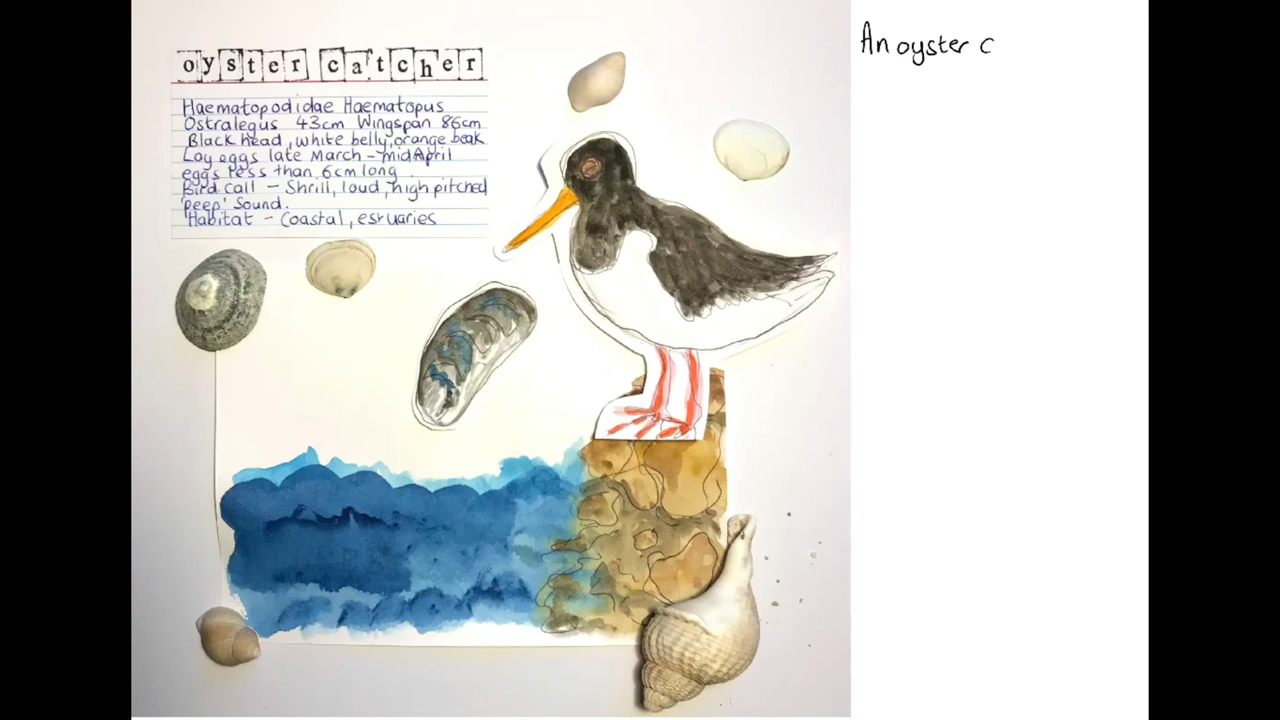 oyster catcher
Haematopodidae Haematopus
Ostralegus 43cm Wingspan 86cm
Black head, white belly, orange beak
Lay eggs late March - mid April
eggs less than 6cm long.
Bird call - Shrill, loud, high pitched
'peep' Sound.
Habitat - Coastal, estuaries
An oyster c